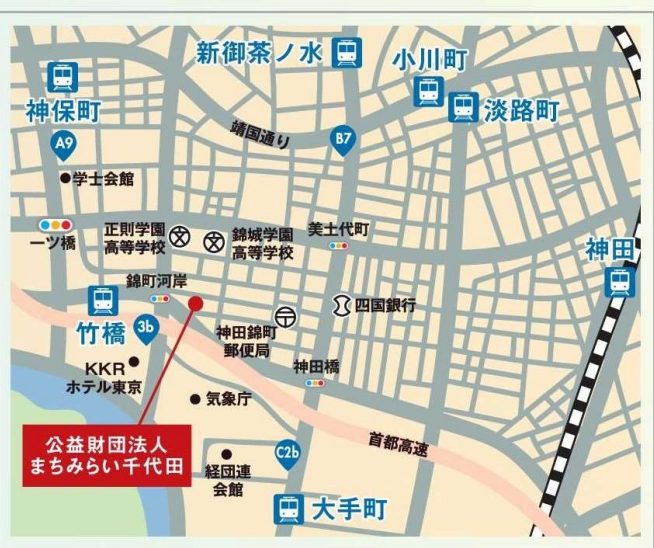 新御茶ノ水
小川町
神保町
淡路町
靖国通り
A9
B7
学士会館
正則学園
高等学校
錦城学園
高等学校
美土代町
一ツ橋
神田
錦町河岸
竹橋
3b
神田錦町
郵便局
四国銀行
KKR
ホテル東京
神田橋
気象庁
公益財団法人
まちみらい千代田
首都高速
経団連
会館
C2b
大手町